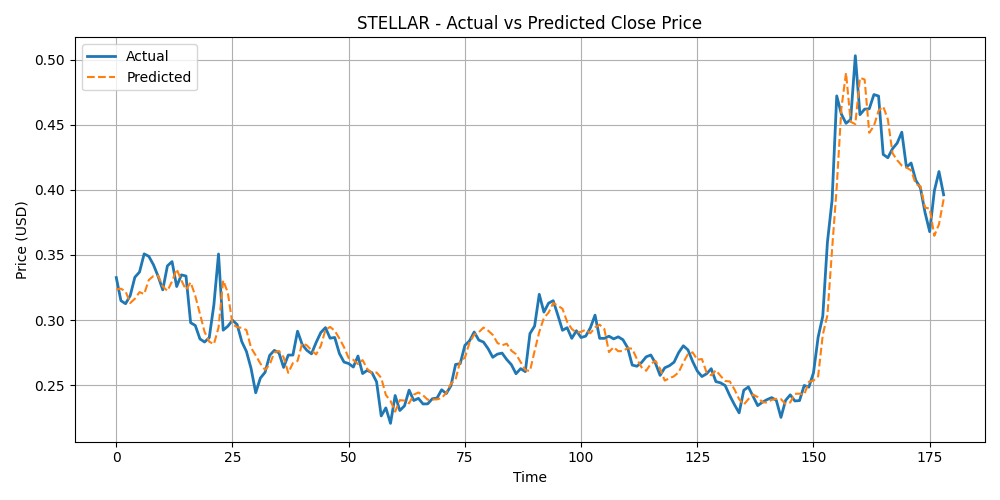 STELLAR - Actual vs Predicted Close Price
Actual
Predicted
Price (USD)
0.50
0.45
0.40
0.35
0.30
0.25
0 25 50 75 100 125 150 175
Time